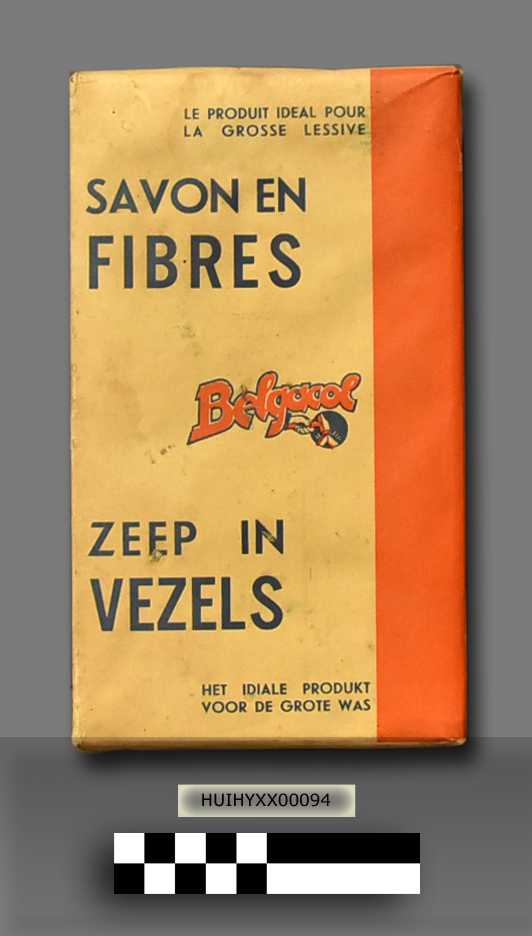 LE PRODUIT IDEAL POUR
LA GROSSE LESSIVE
SAVON EN
FIBRES
Belgacol
ZEEP IN
VEZELS
HET IDIALE PRODUKT
VOOR DE GROTE WAS
HUIHYXX00094